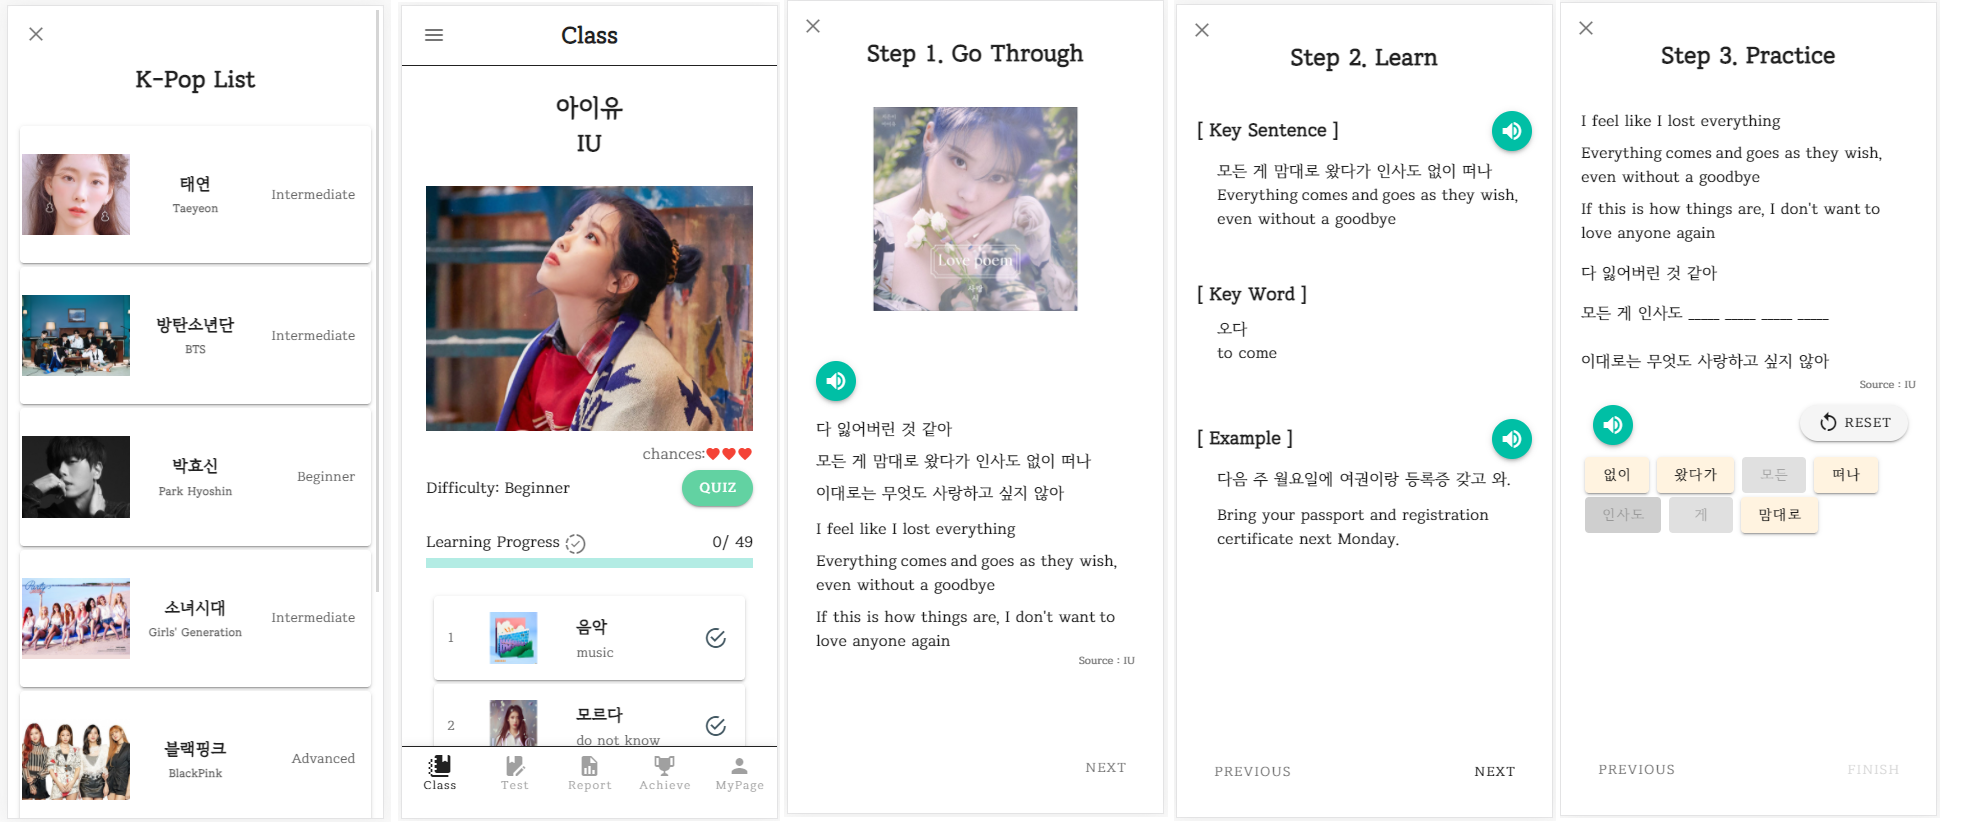 K-Pop List
태연
Taeyeon
Intermediate
방탄소년단
BTS
Intermediate
박효신
Park Hyoshin
Beginner
소녀시대
Girls' Generation
Intermediate
블랙핑크
BlackPink
Advanced
Class
아이유
IU
chances:
Difficulty: Beginner
QUIZ
Learning Progress
0/ 49
1
음악
music
2
모르다
do not know
Class
Test
Report
Achieve
MyPage
Step 1. Go Through
Love poem
다 잃어버린 것 같아
모든 게 맘대로 왔다가 인사도 없이 떠나
이대로는 무엇도 사랑하고 싶지 않아
I feel like I lost everything
Everything comes and goes as they wish,
even without a goodbye
If this is how things are, I don't want to
love anyone again
Source : IU
NEXT
Step 2. Learn
[ Key Sentence ]
모든 게 맘대로 왔다가 인사도 없이 떠나
Everything comes and goes as they wish,
even without a goodbye
[ Key Word ]
오다
to come
[ Example ]
다음 주 월요일에 여권이랑 등록증 갖고 와.
Bring your passport and registration
certificate next Monday.
PREVIOUS
NEXT
Step 3. Practice
I feel like I lost everything
Everything comes and goes as they wish,
even without a goodbye
If this is how things are, I don't want to
love anyone again
다 잃어버린 것 같아
모든 게 인사도 _____ _____ _____ _____
이대로는 무엇도 사랑하고 싶지 않아
Source : IU
RESET
없이
왔다가
모든
떠나
인사도
게
맘대로
PREVIOUS
FINISH